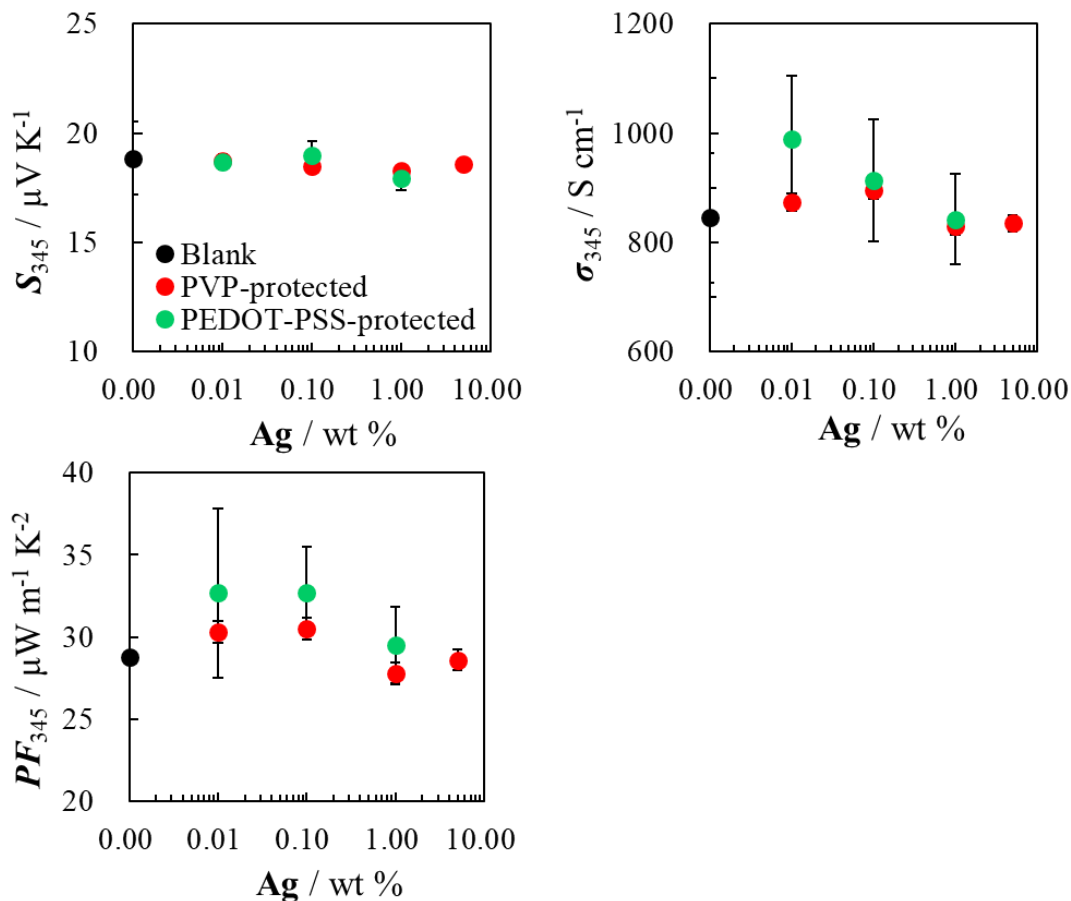 25
20
15
10
S₃₄₅ / µV K⁻¹
Blank
PVP-protected
PEDOT-PSS-protected
0.00 0.01 0.10 1.00 10.00
Ag / wt %
1200
1000
800
600
σ₃₄₅ / S cm⁻¹
0.00 0.01 0.10 1.00 10.00
Ag / wt %
40
35
30
25
20
PF₃₄₅ / µW m⁻¹ K⁻²
0.00 0.01 0.10 1.00 10.00
Ag / wt %